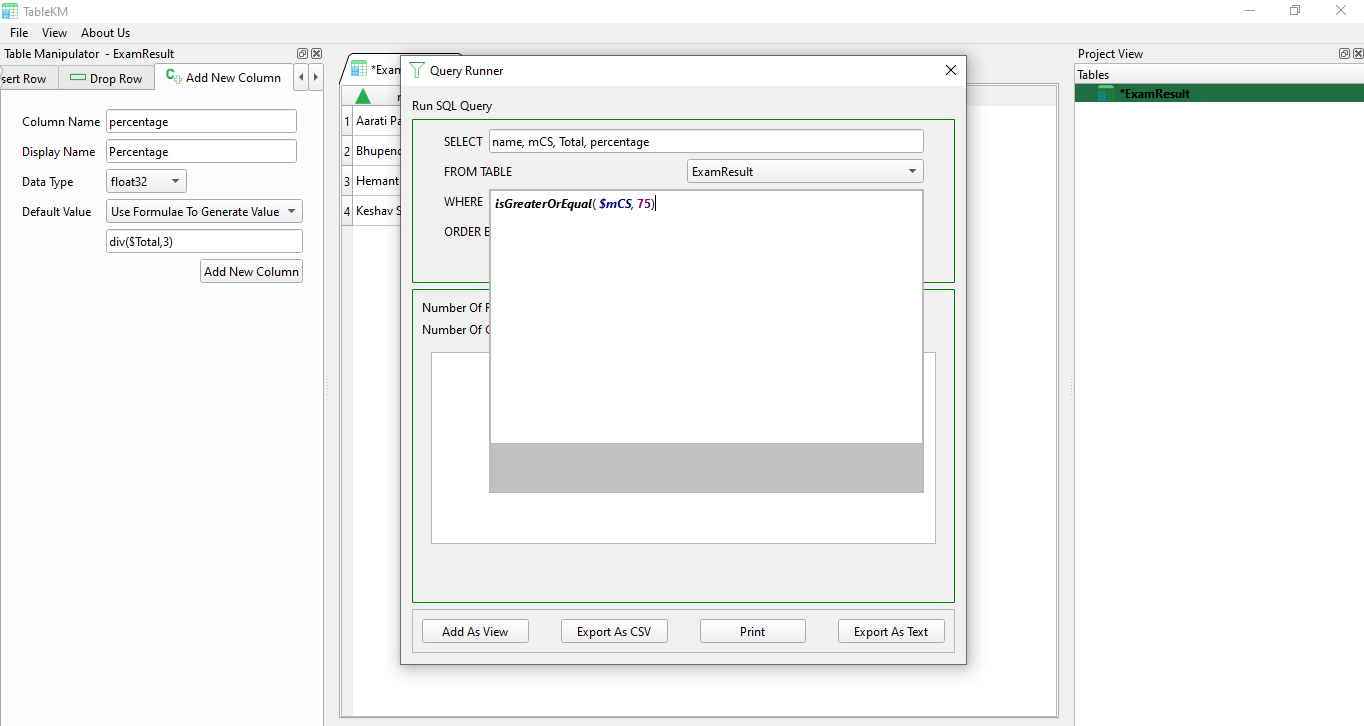 TableKM
File View About Us
Table Manipulator - ExamResult
sert Row Drop Row Add New Column
Column Name percentage
Display Name Percentage
Data Type float32
Default Value Use Formulae To Generate Value
div($Total,3)
Add New Column
*Exam
1 Aarati Pa
2 Bhupend
3 Hemant
4 Keshav S
Query Runner
Run SQL Query
SELECT name, mCS, Total, percentage
FROM TABLE ExamResult
WHERE isGreaterOrEqual( $mCS, 75)
ORDER B
Number Of
Number Of
Add As View Export As CSV Print Export As Text
Project View
Tables
*ExamResult